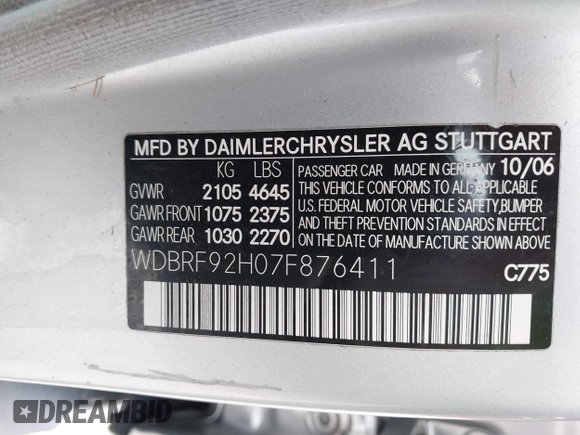 MFD BY DAIMLERCHRYSLER AG STUTTGART
KG LBS
GVWR 2105 4645
GAWR FRONT 1075 2375
GAWR REAR 1030 2270
PASSENGER CAR MADE IN GERMANY 10/06
THIS VEHICLE CONFORMS TO ALL APPLICABLE
U.S. FEDERAL MOTOR VEHICLE SAFETY, BUMPER
AND THEFT PREVENTION STANDARDS IN EFFECT
ON THE DATE OF MANUFACTURE SHOWN ABOVE.
WDBRF92H07F876411
C775
DREAMBID